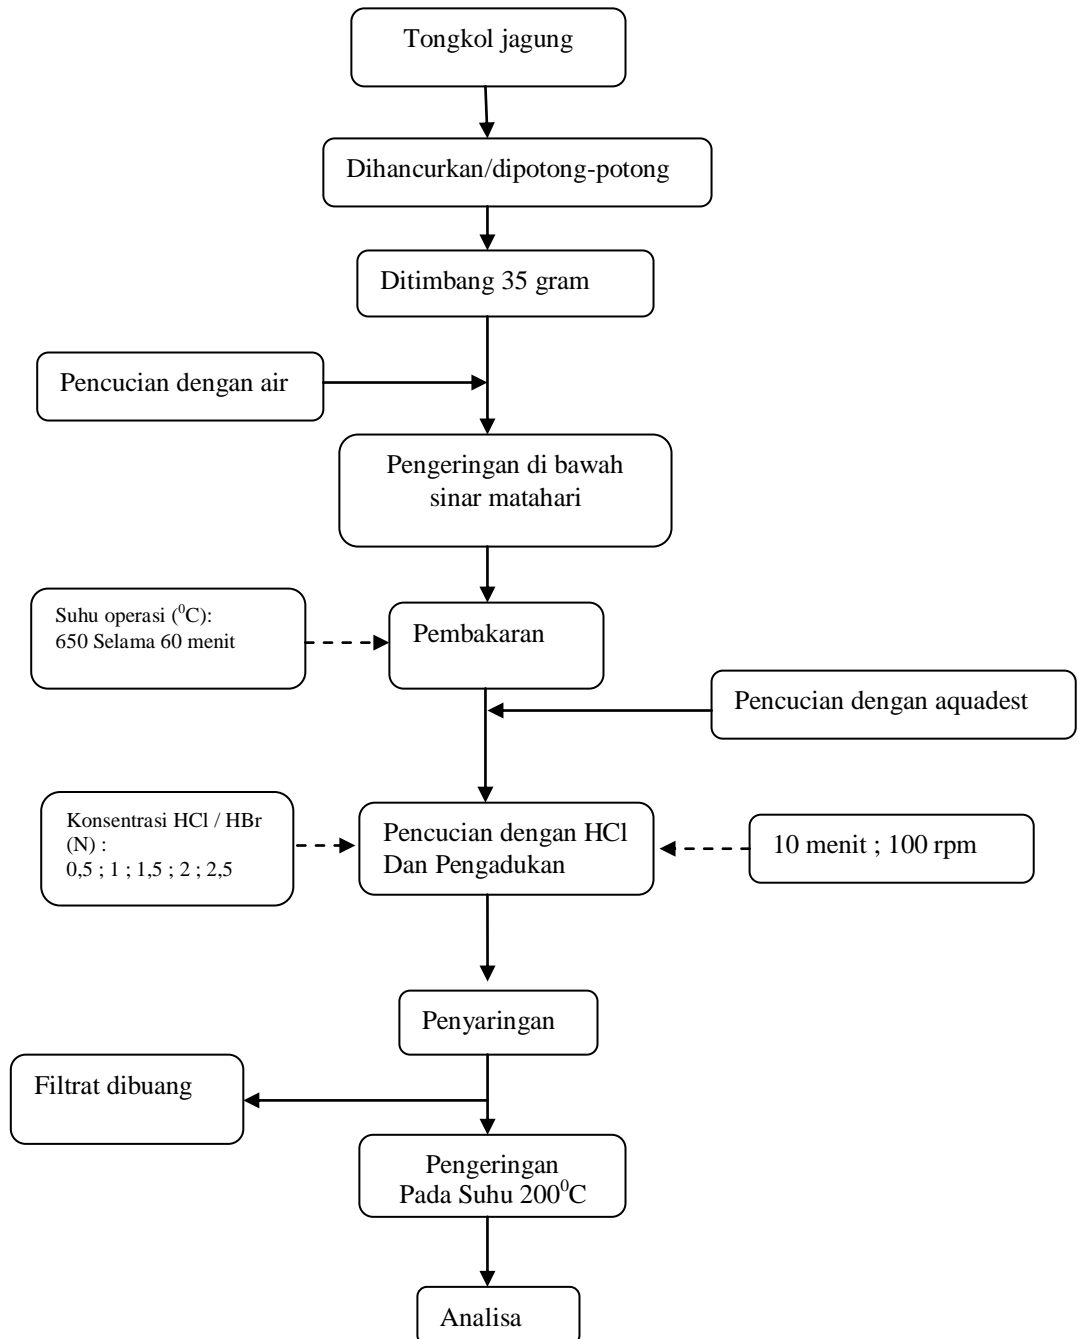 Tongkol jagung
Dihancurkan/dipotong-potong
Ditimbang 35 gram
Pencucian dengan air
Pengeringan di bawah
sinar matahari
Suhu operasi (⁰C):
650 Selama 60 menit
Pembakaran
Pencucian dengan aquadest
Konsentrasi HCl / HBr
(N) :
0,5 ; 1 ; 1,5 ; 2 ; 2,5
Pencucian dengan HCl
Dan Pengadukan
10 menit ; 100 rpm
Penyaringan
Filtrat dibuang
Pengeringan
Pada Suhu 200⁰C
Analisa